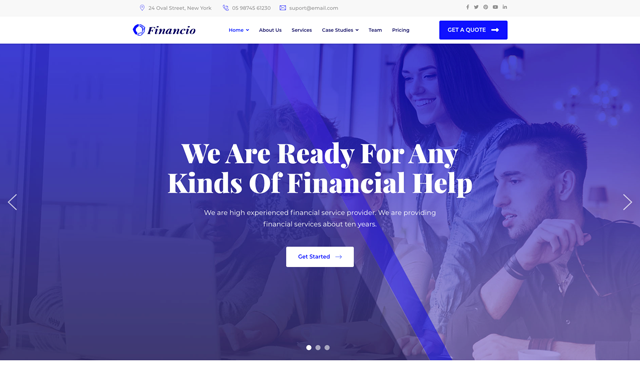 24 Oval Street, New York
05 98745 61230
suport@email.com
Financio
Home
About Us
Services
Case Studies
Team
Pricing
GET A QUOTE
We Are Ready For Any
Kinds Of Financial Help
We are high experienced financial service provider. We are providing
financial services about ten years.
Get Started